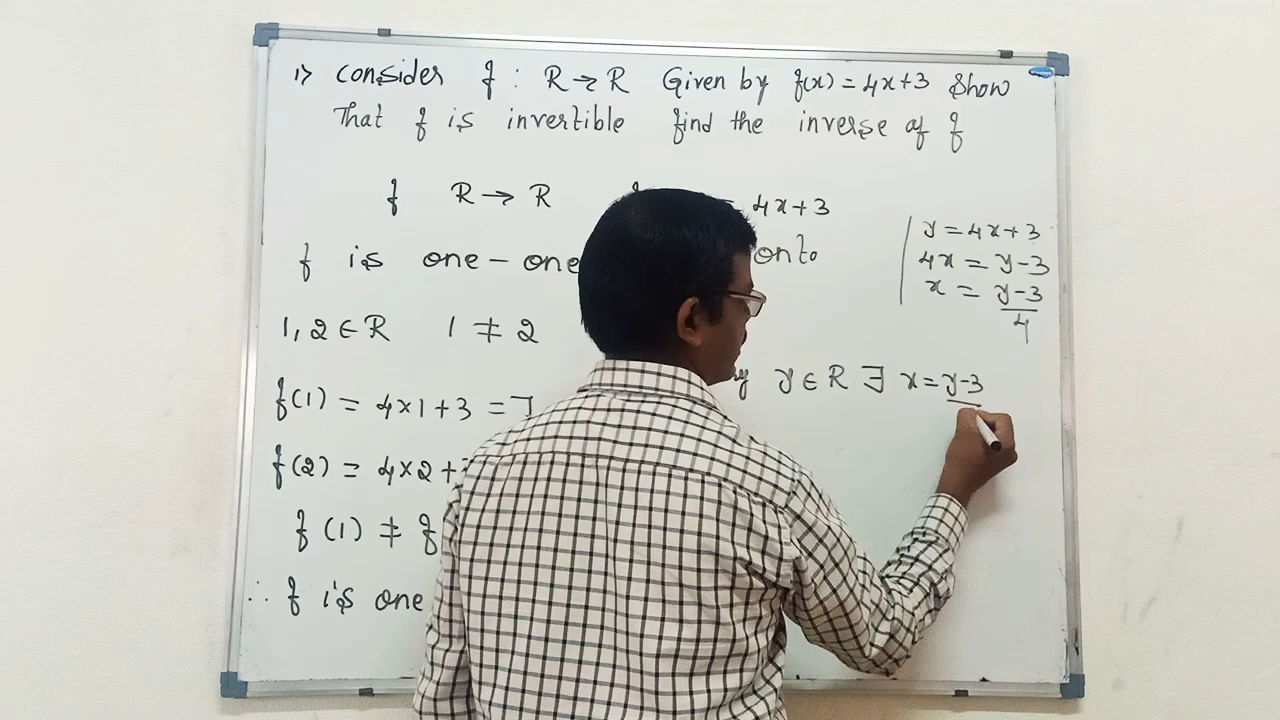 1) consider f : R → R Given by f(x) = 4x+3 show
That f is invertible find the inverse of f
f R → R = 4x+3
f is one-one onto
1, 2 ∈ R 1 ≠ 2
f(1) = 4×1+3 = 7
f(2) = 4×2+
f(1) ≠ f
∴ f is one
y = 4x+3
4x = y-3
x = y-3
4
y ∈ R ∃ x = y-3